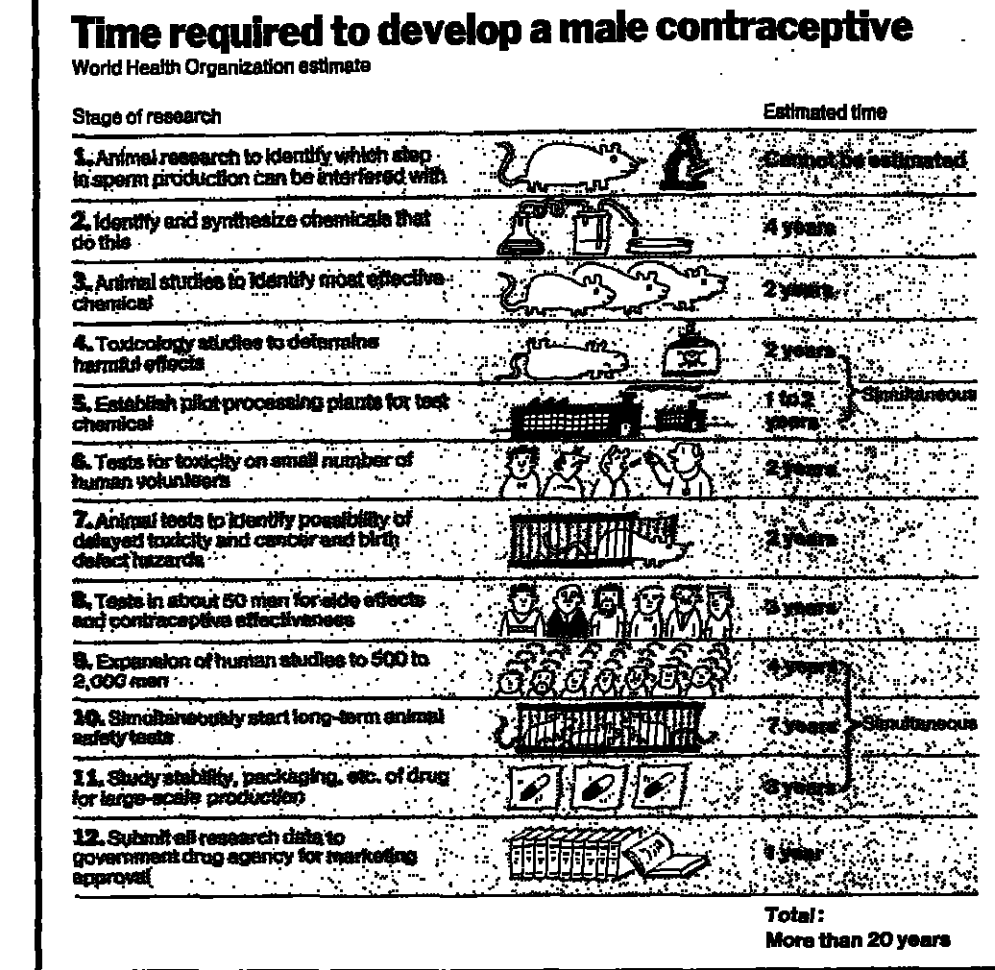 Time required to develop a male contraceptive
World Health Organization estimate
Stage of research
Estimated time
1. Animal research to identify which step
in sperm production can be interfered with
Cannot be estimated
2. Identify and synthesize chemicals that
do this
4 years
3. Animal studies to identify most effective
chemical
2 years
4. Toxicology studies to determine
harmful effects
2 years
5. Establish pilot processing plants for test
chemical
1 to 2
years
Simultaneous
6. Tests for toxicity on small number of
human volunteers
2 years
7. Animal tests to identify possibility of
delayed toxicity and cancer and birth
defect hazards
2 years
8. Tests in about 50 men for side effects
and contraceptive effectiveness
3 years
9. Expansion of human studies to 500 to
2,000 men
4 years
10. Simultaneously start long-term animal
safety tests
7 years
Simultaneous
11. Study stability, packaging, etc. of drug
for large-scale production
years
12. Submit all research data to
government drug agency for marketing
approval
1 year
Total:
More than 20 years